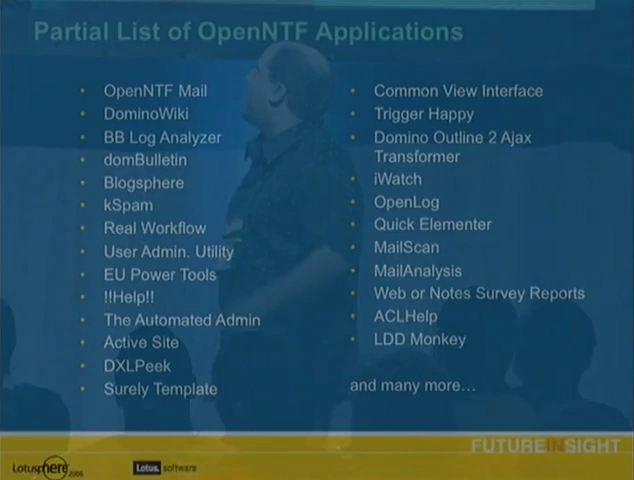 Partial List of OpenNTF Applications
OpenNTF Mail
DominoWiki
BB Log Analyzer
domBulletin
Blogsphere
kSpam
Real Workflow
User Admin. Utility
EU Power Tools
!!Help!!
The Automated Admin
Active Site
DXLPeek
Surely Template
Common View Interface
Trigger Happy
Domino Outline 2 Ajax
Transformer
iWatch
OpenLog
Quick Elementer
MailScan
MailAnalysis
Web or Notes Survey Reports
ACLHelp
LDD Monkey
and many more…
FUTUREINSIGHT
Lotusphere 2006
Lotus. software